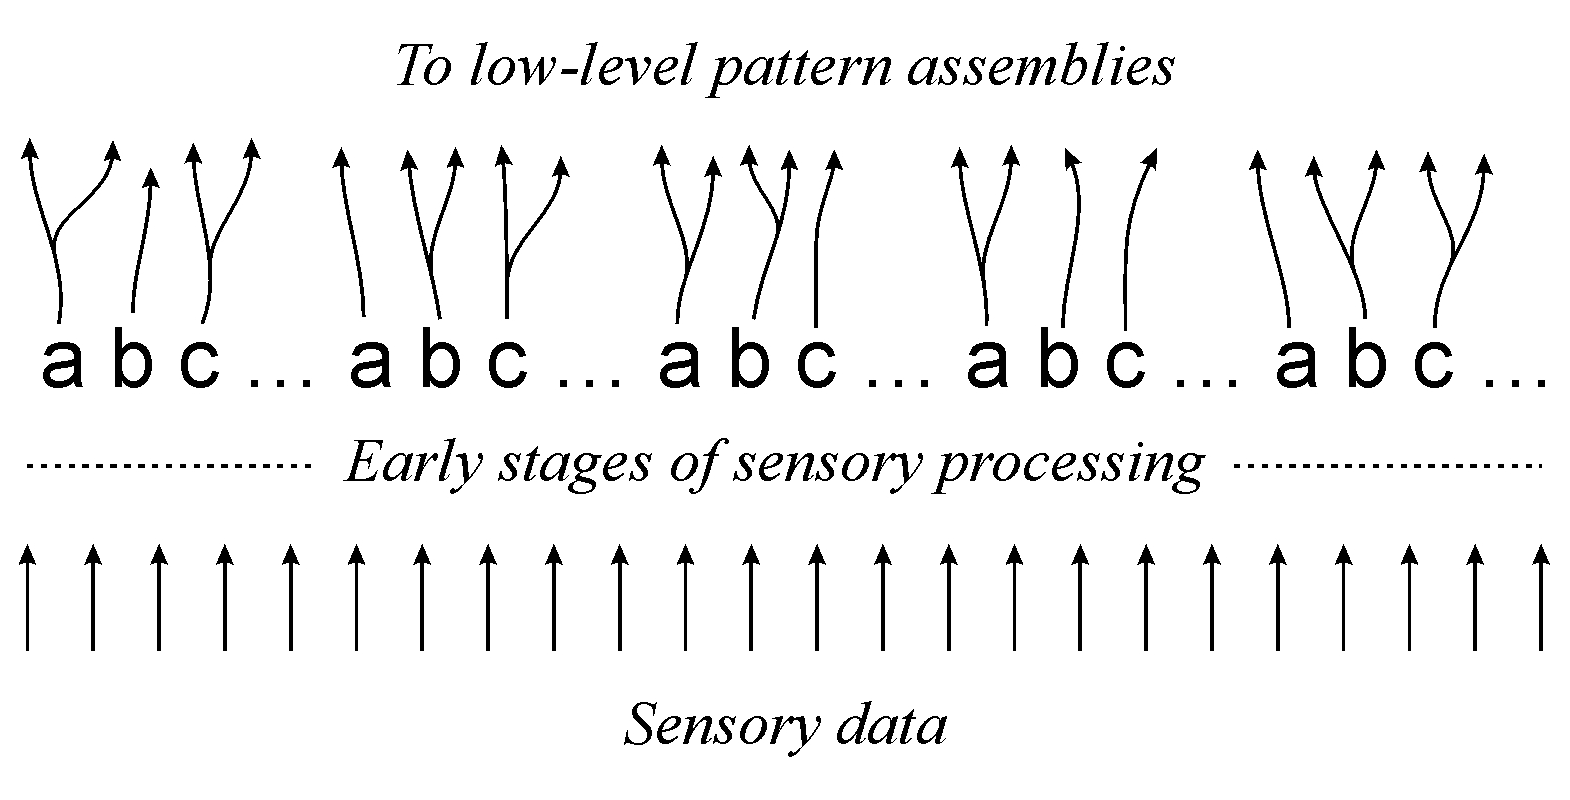 To low-level pattern assemblies
a b c ... a b c ... a b c ... a b c ... a b c ...
Early stages of sensory processing
Sensory data